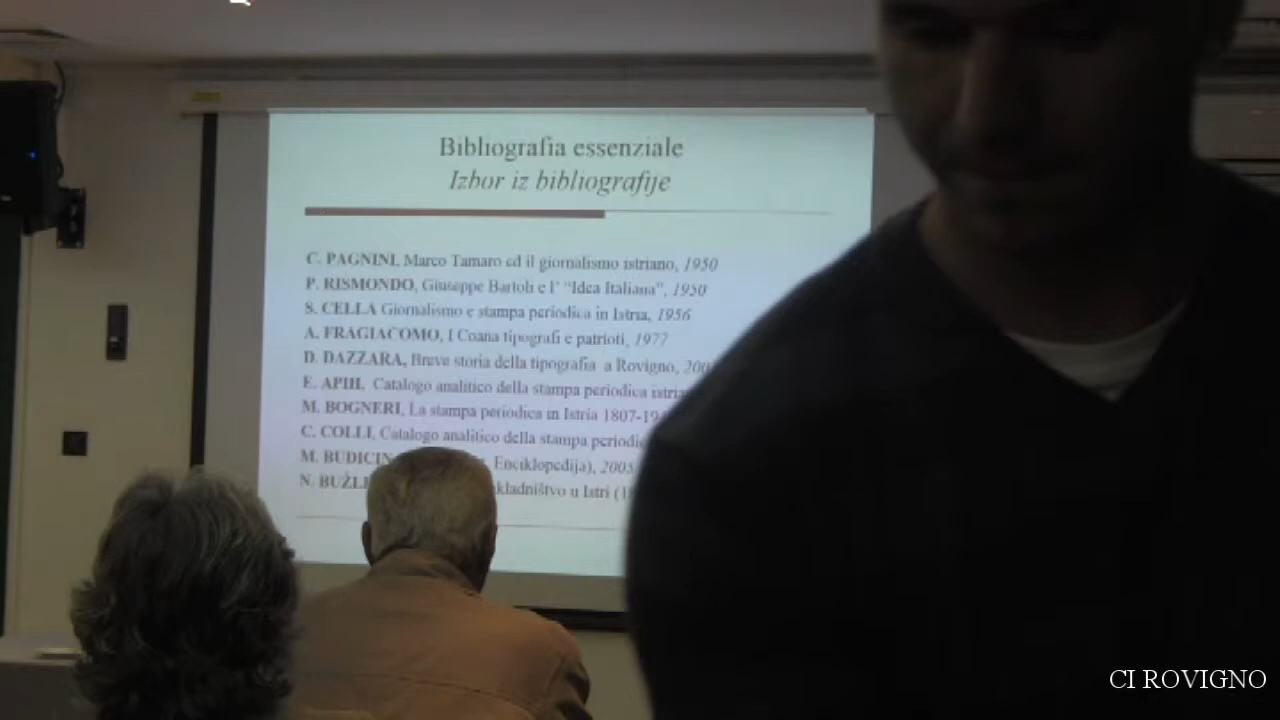 Bibliografia essenziale
Izbor iz bibliografije
C. PAGNINI, Marco Tamaro ed il giornalismo istriano, 1950
P. RISMONDO, Giuseppe Bartoli e l' “Idea Italiana”, 1950
S. CELLA Giornalismo e stampa periodica in Istria, 1956
A. FRAGIACOMO, I Coana tipografi e patrioti, 1977
D. DAZZARA, Breve storia della tipografia a Rovigno,
E. APIH, Catalogo analitico della stampa periodica
M. BOGNERI, La stampa periodica in Istria
C. COLLI, Catalogo analitico della stampa
M. Enciklopedija), 2005
N. u Istri
CI ROVIGNO